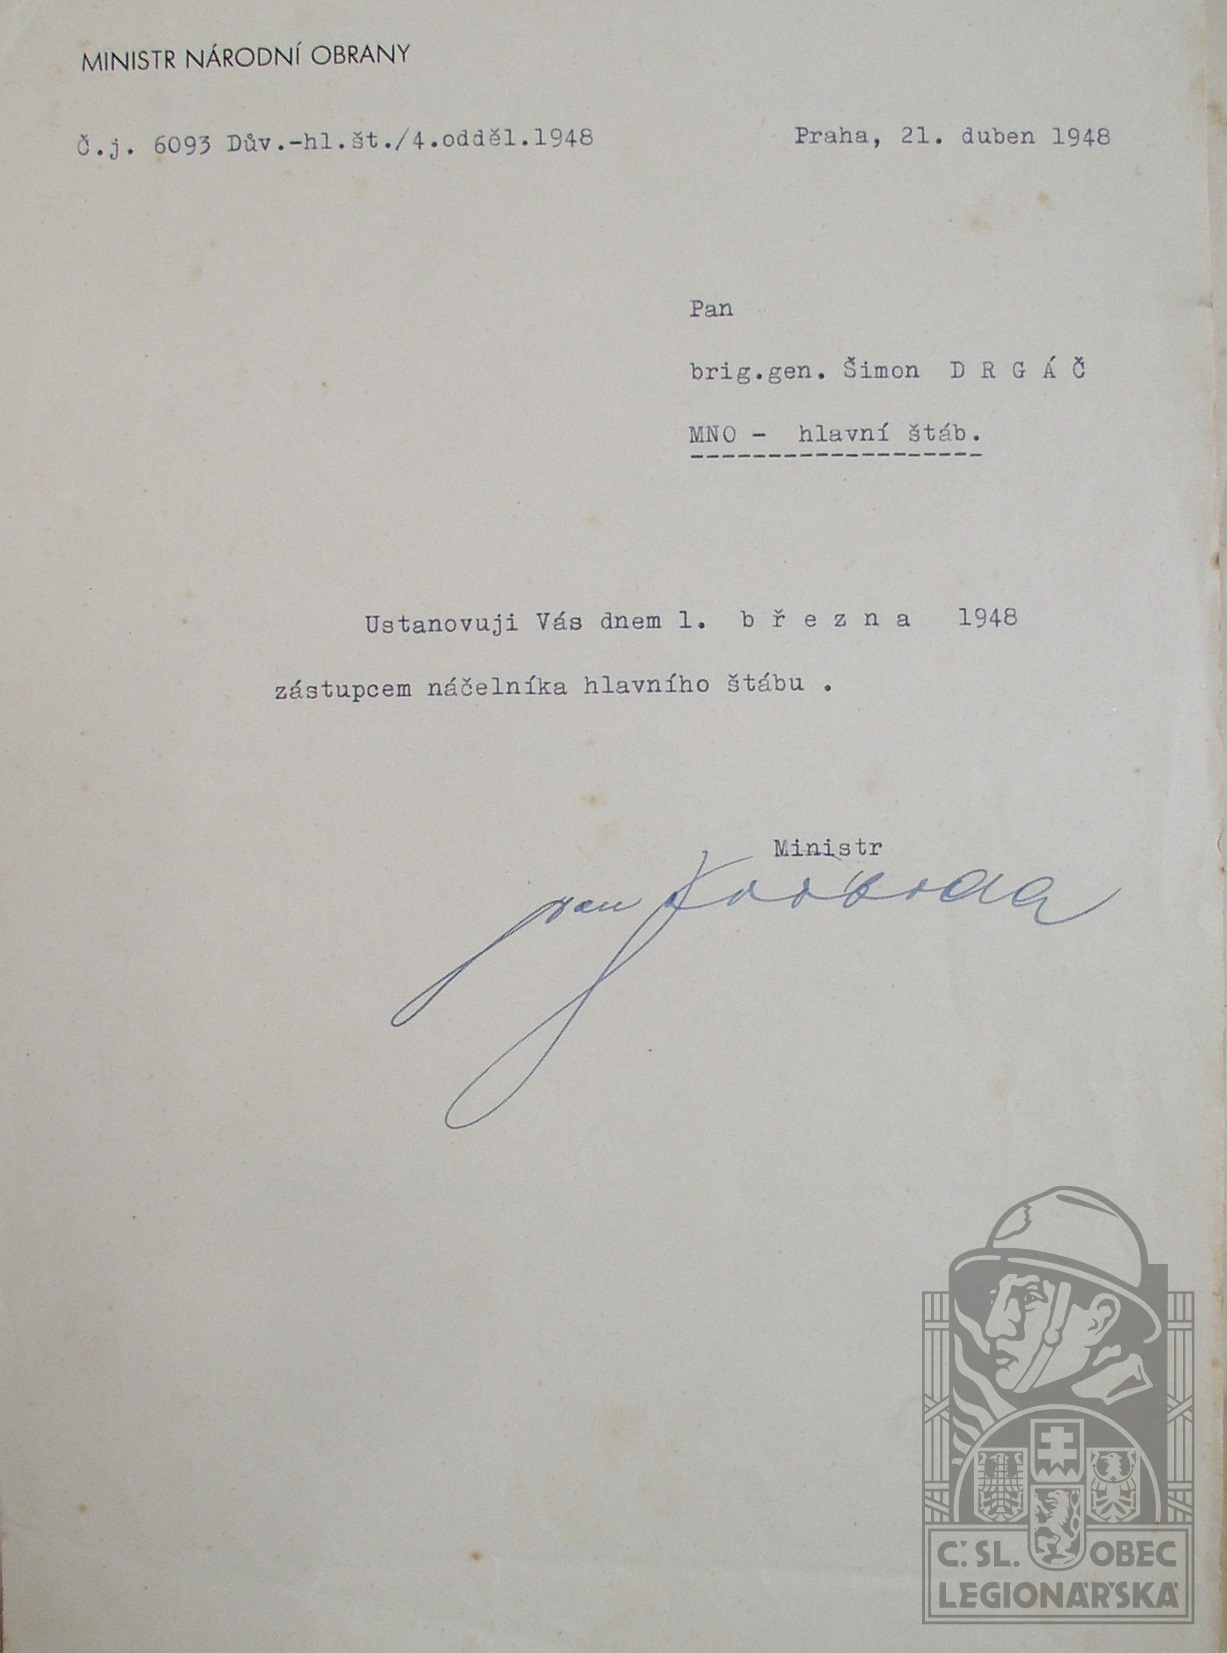 MINISTR NÁRODNÍ OBRANY
Č.j. 6093 Dův.-hl.št./4.odděl.1948
Praha, 21. duben 1948
Pan
brig.gen. Šimon D R G Á Č
MNO - hlavní štáb.
Ustanovuji Vás dnem 1. b ř e z n a 1948
zástupcem náčelníka hlavního štábu .
Ministr
Svoboda
Č.SL. OBEC
LEGIONÁŘSKÁ